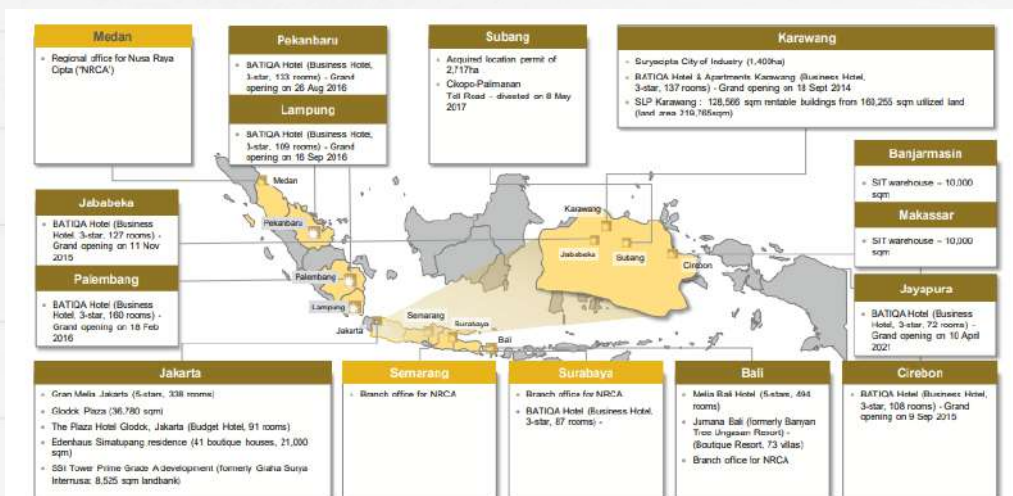 Medan
Regional office for Nusa Raya
Cipta ("NRCA')
Pekanbaru
BATIQA Hotel (Business Hotel,
3-star, 133 rooms) - Grand
opening on 26 Aug 2016
Lampung
BATIQA Hotel (Business Hotel,
3-star, 109 rooms) - Grand
opening on 16 Sep 2016
Subang
Acquired location permit of
2,717ha
Cikopo-Palimanan
Toll Road - divested on 8 May
2017
Karawang
Suryacipta City of Industry (1,400ha)
BATIQA Hotel & Apartments Karawang (Business Hotel,
3-star, 137 rooms) - Grand opening on 18 Sept 2014
SLP Karawang : 128,566 sqm rentable buildings from 160,255 sqm utilized land
(land area 219,765sqm)
Jababeka
BATIQA Hotel (Business
Hotel, 3-star, 127 rooms) -
Grand opening on 11 Nov
2015
Palembang
BATIQA Hotel (Business
Hotel, 3-star, 160 rooms) -
Grand opening on 18 Feb
2016
Medan
Pekanbaru
Palembang
Lampung
Jakarta
Semarang
Surabaya
Bali
Karawang
Jababeka
Subang
Cirebon
Banjarmasin
SIT warehouse ~ 10,000
sqm
Makassar
SIT warehouse ~ 10,000
sqm
Jayapura
BATIQA Hotel (Business
Hotel, 3-star, 72 rooms) -
Grand opening on 10 April
2021
Jakarta
Gran Melia Jakarta (5-stars, 338 rooms)
Glodok Plaza (36,780 sqm)
The Plaza Hotel Glodok, Jakarta (Budget Hotel, 91 rooms)
Edenhaus Simatupang residence (41 boutique houses, 21,000
sqm)
SSI Tower Prime Grade A development (formerly Graha Surya
Internusa: 8,525 sqm landbank)
Semarang
Branch office for NRCA
Surabaya
Branch office for NRCA
BATIQA Hotel (Business Hotel,
3-star, 87 rooms) -
Bali
Melia Bali Hotel (5-stars, 494
rooms)
Jumana Bali (formerly Banyan
Tree Ungasan Resort) -
(Boutique Resort, 73 villas)
Branch office for NRCA
Cirebon
BATIQA Hotel (Business Hotel,
3-star, 108 rooms) - Grand
opening on 9 Sep 2015